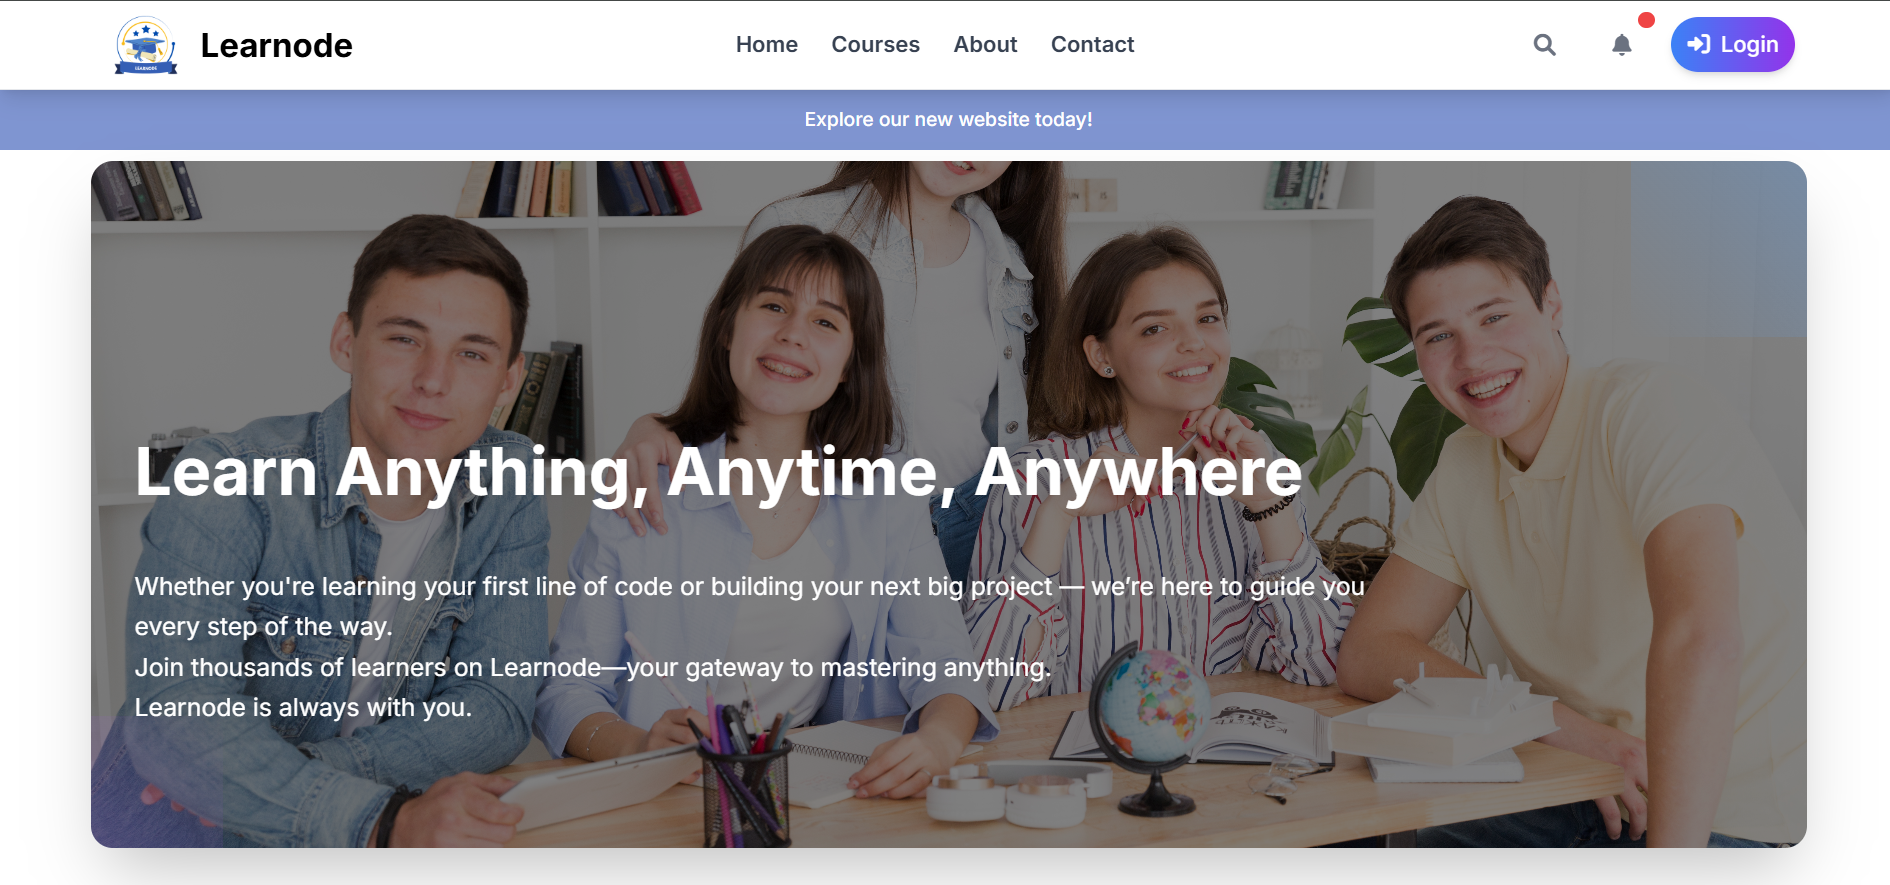 LEARNODE
Learnode
Home Courses About Contact
Login
Explore our new website today!
Learn Anything, Anytime, Anywhere
Whether you're learning your first line of code or building your next big project — we’re here to guide you
every step of the way.
Join thousands of learners on Learnode—your gateway to mastering anything.
Learnode is always with you.